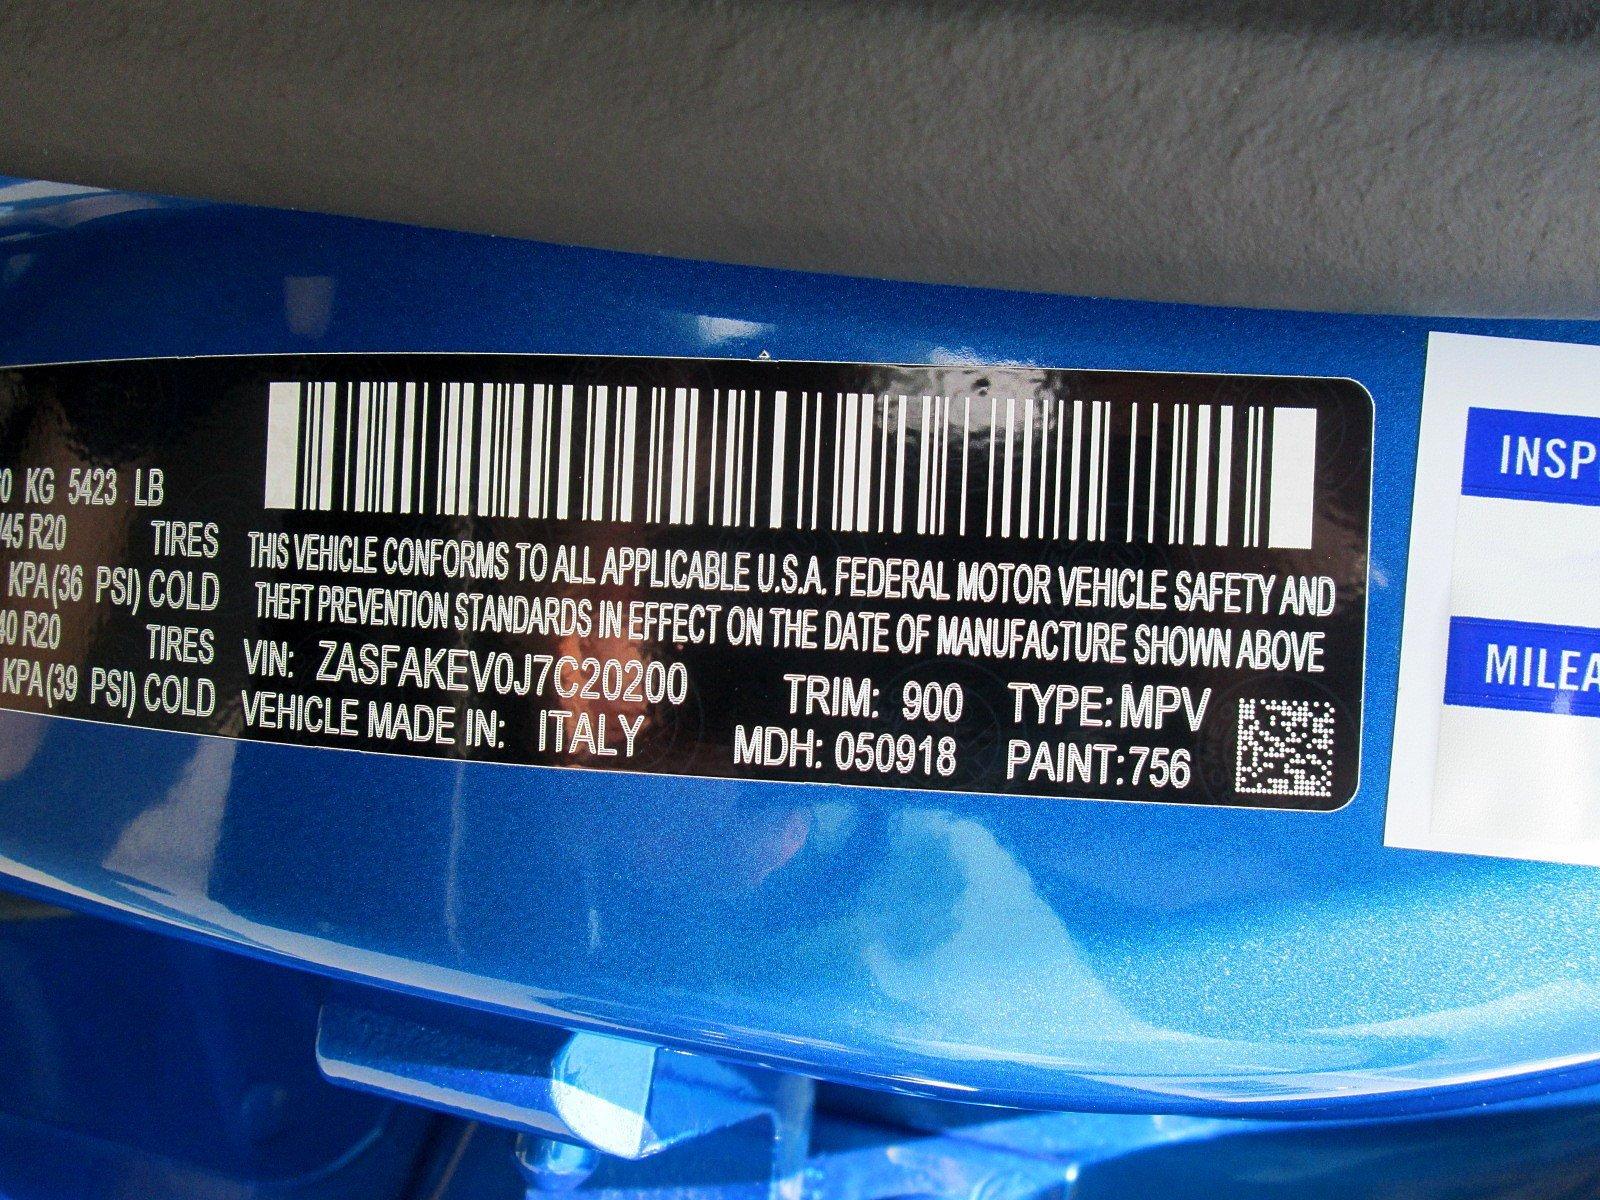 KG 5423 LB
/45 R20 TIRES
KPA(36 PSI) COLD
40 R20 TIRES
KPA(39 PSI) COLD
THIS VEHICLE CONFORMS TO ALL APPLICABLE U.S.A. FEDERAL MOTOR VEHICLE SAFETY AND
THEFT PREVENTION STANDARDS IN EFFECT ON THE DATE OF MANUFACTURE SHOWN ABOVE
VIN: ZASFAKEV0J7C20200 TRIM: 900 TYPE: MPV
VEHICLE MADE IN: ITALY MDH: 050918 PAINT:756
INSP
MILEA